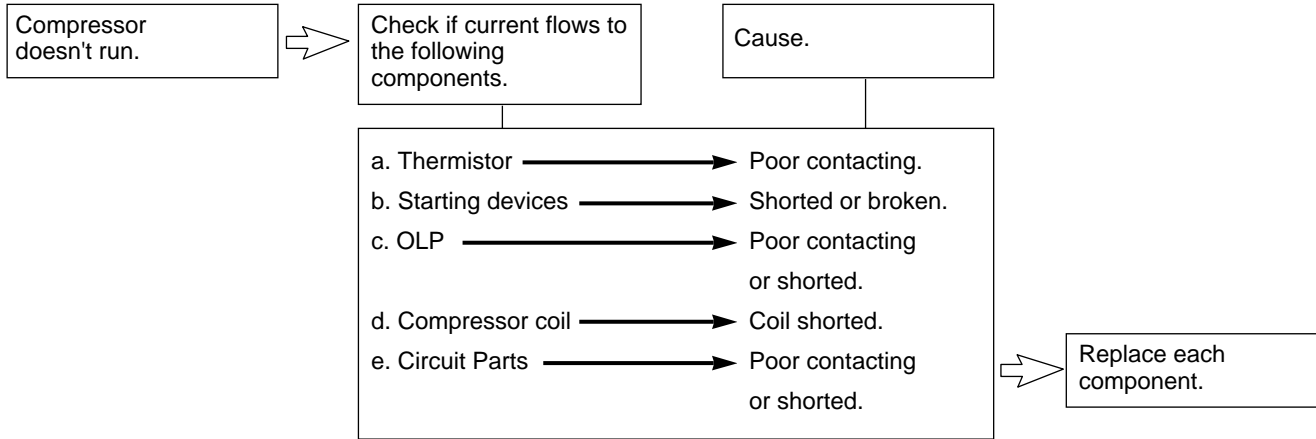 Compressor
doesn't run.
Check if current flows to
the following
components.
Cause.
a. Thermistor
Poor contacting.
b. Starting devices
Shorted or broken.
c. OLP
Poor contacting
or shorted.
d. Compressor coil
Coil shorted.
e. Circuit Parts
Poor contacting
or shorted.
Replace each
component.